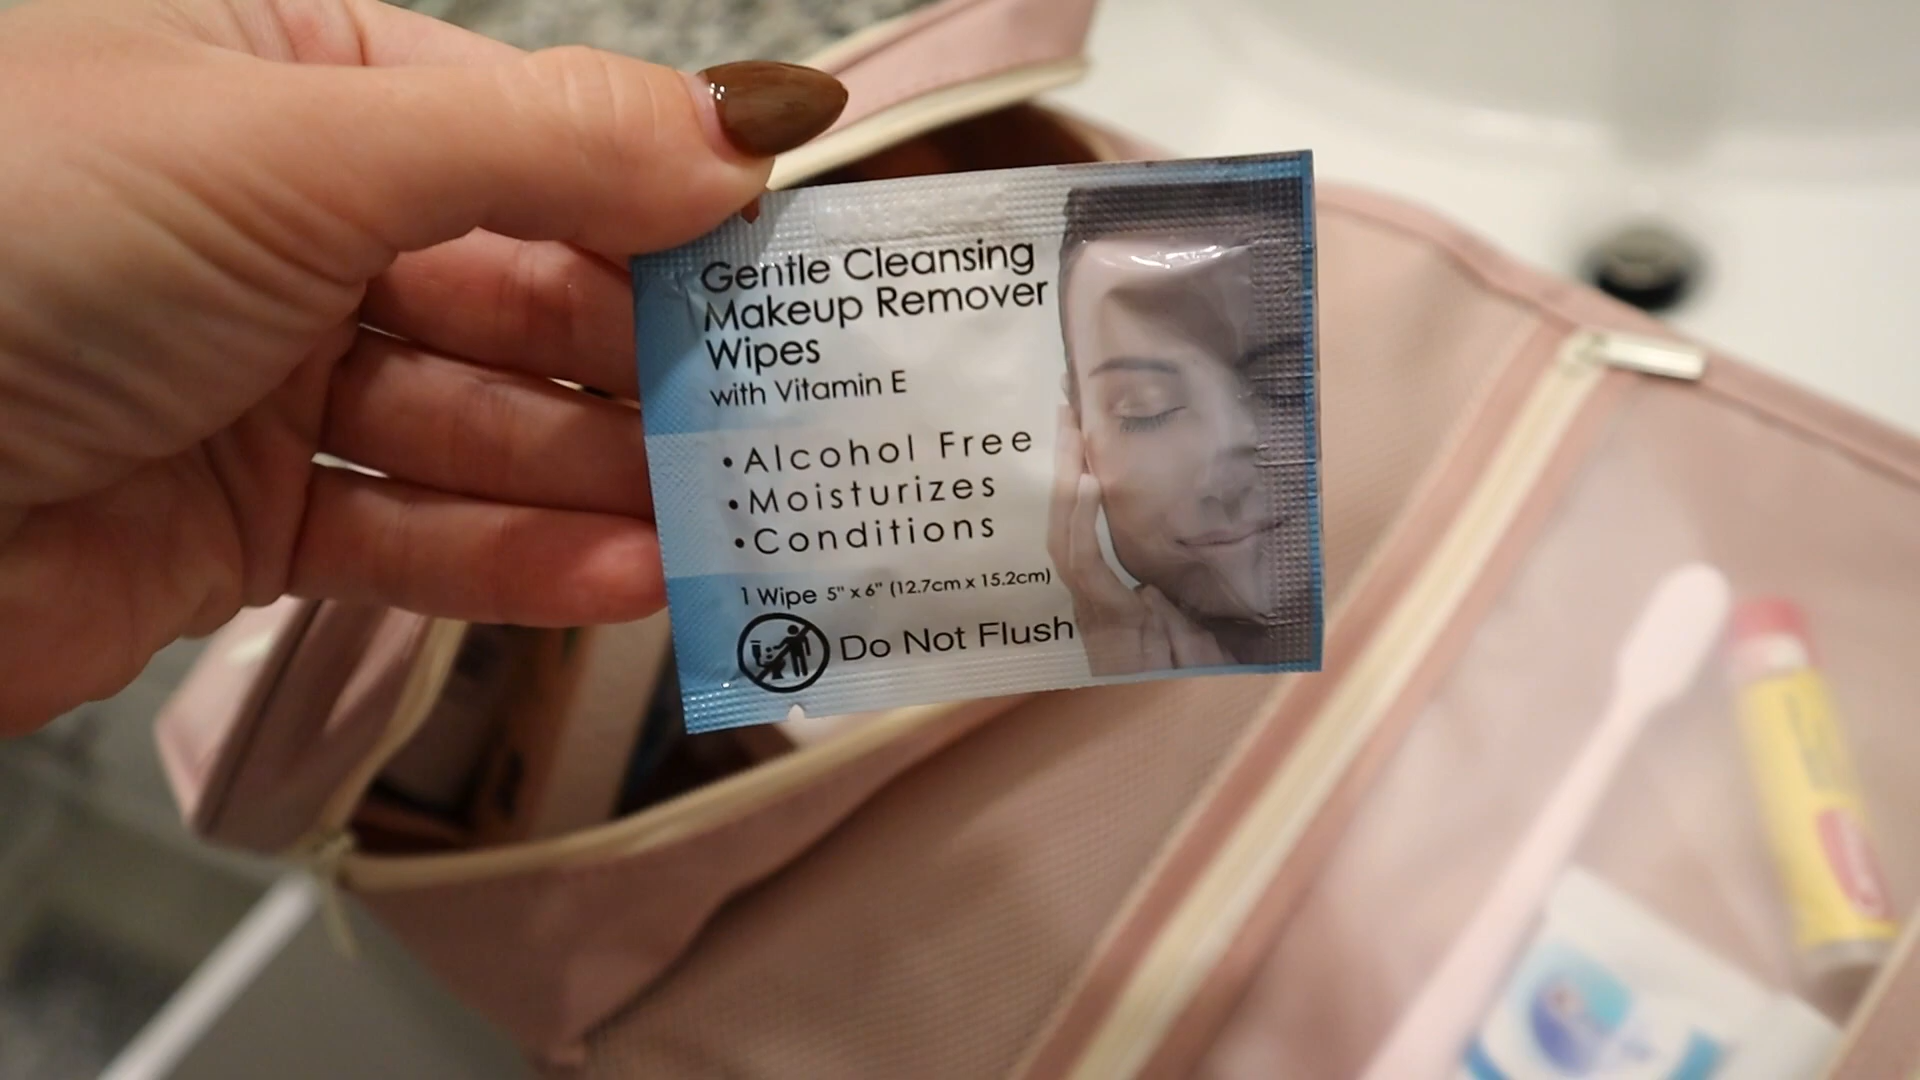 Gentle Cleansing
Makeup Remover
Wipes
with Vitamin E
•Alcohol Free
•Moisturizes
•Conditions
1 Wipe 5" x 6" (12.7cm x 15.2cm)
Do Not Flush